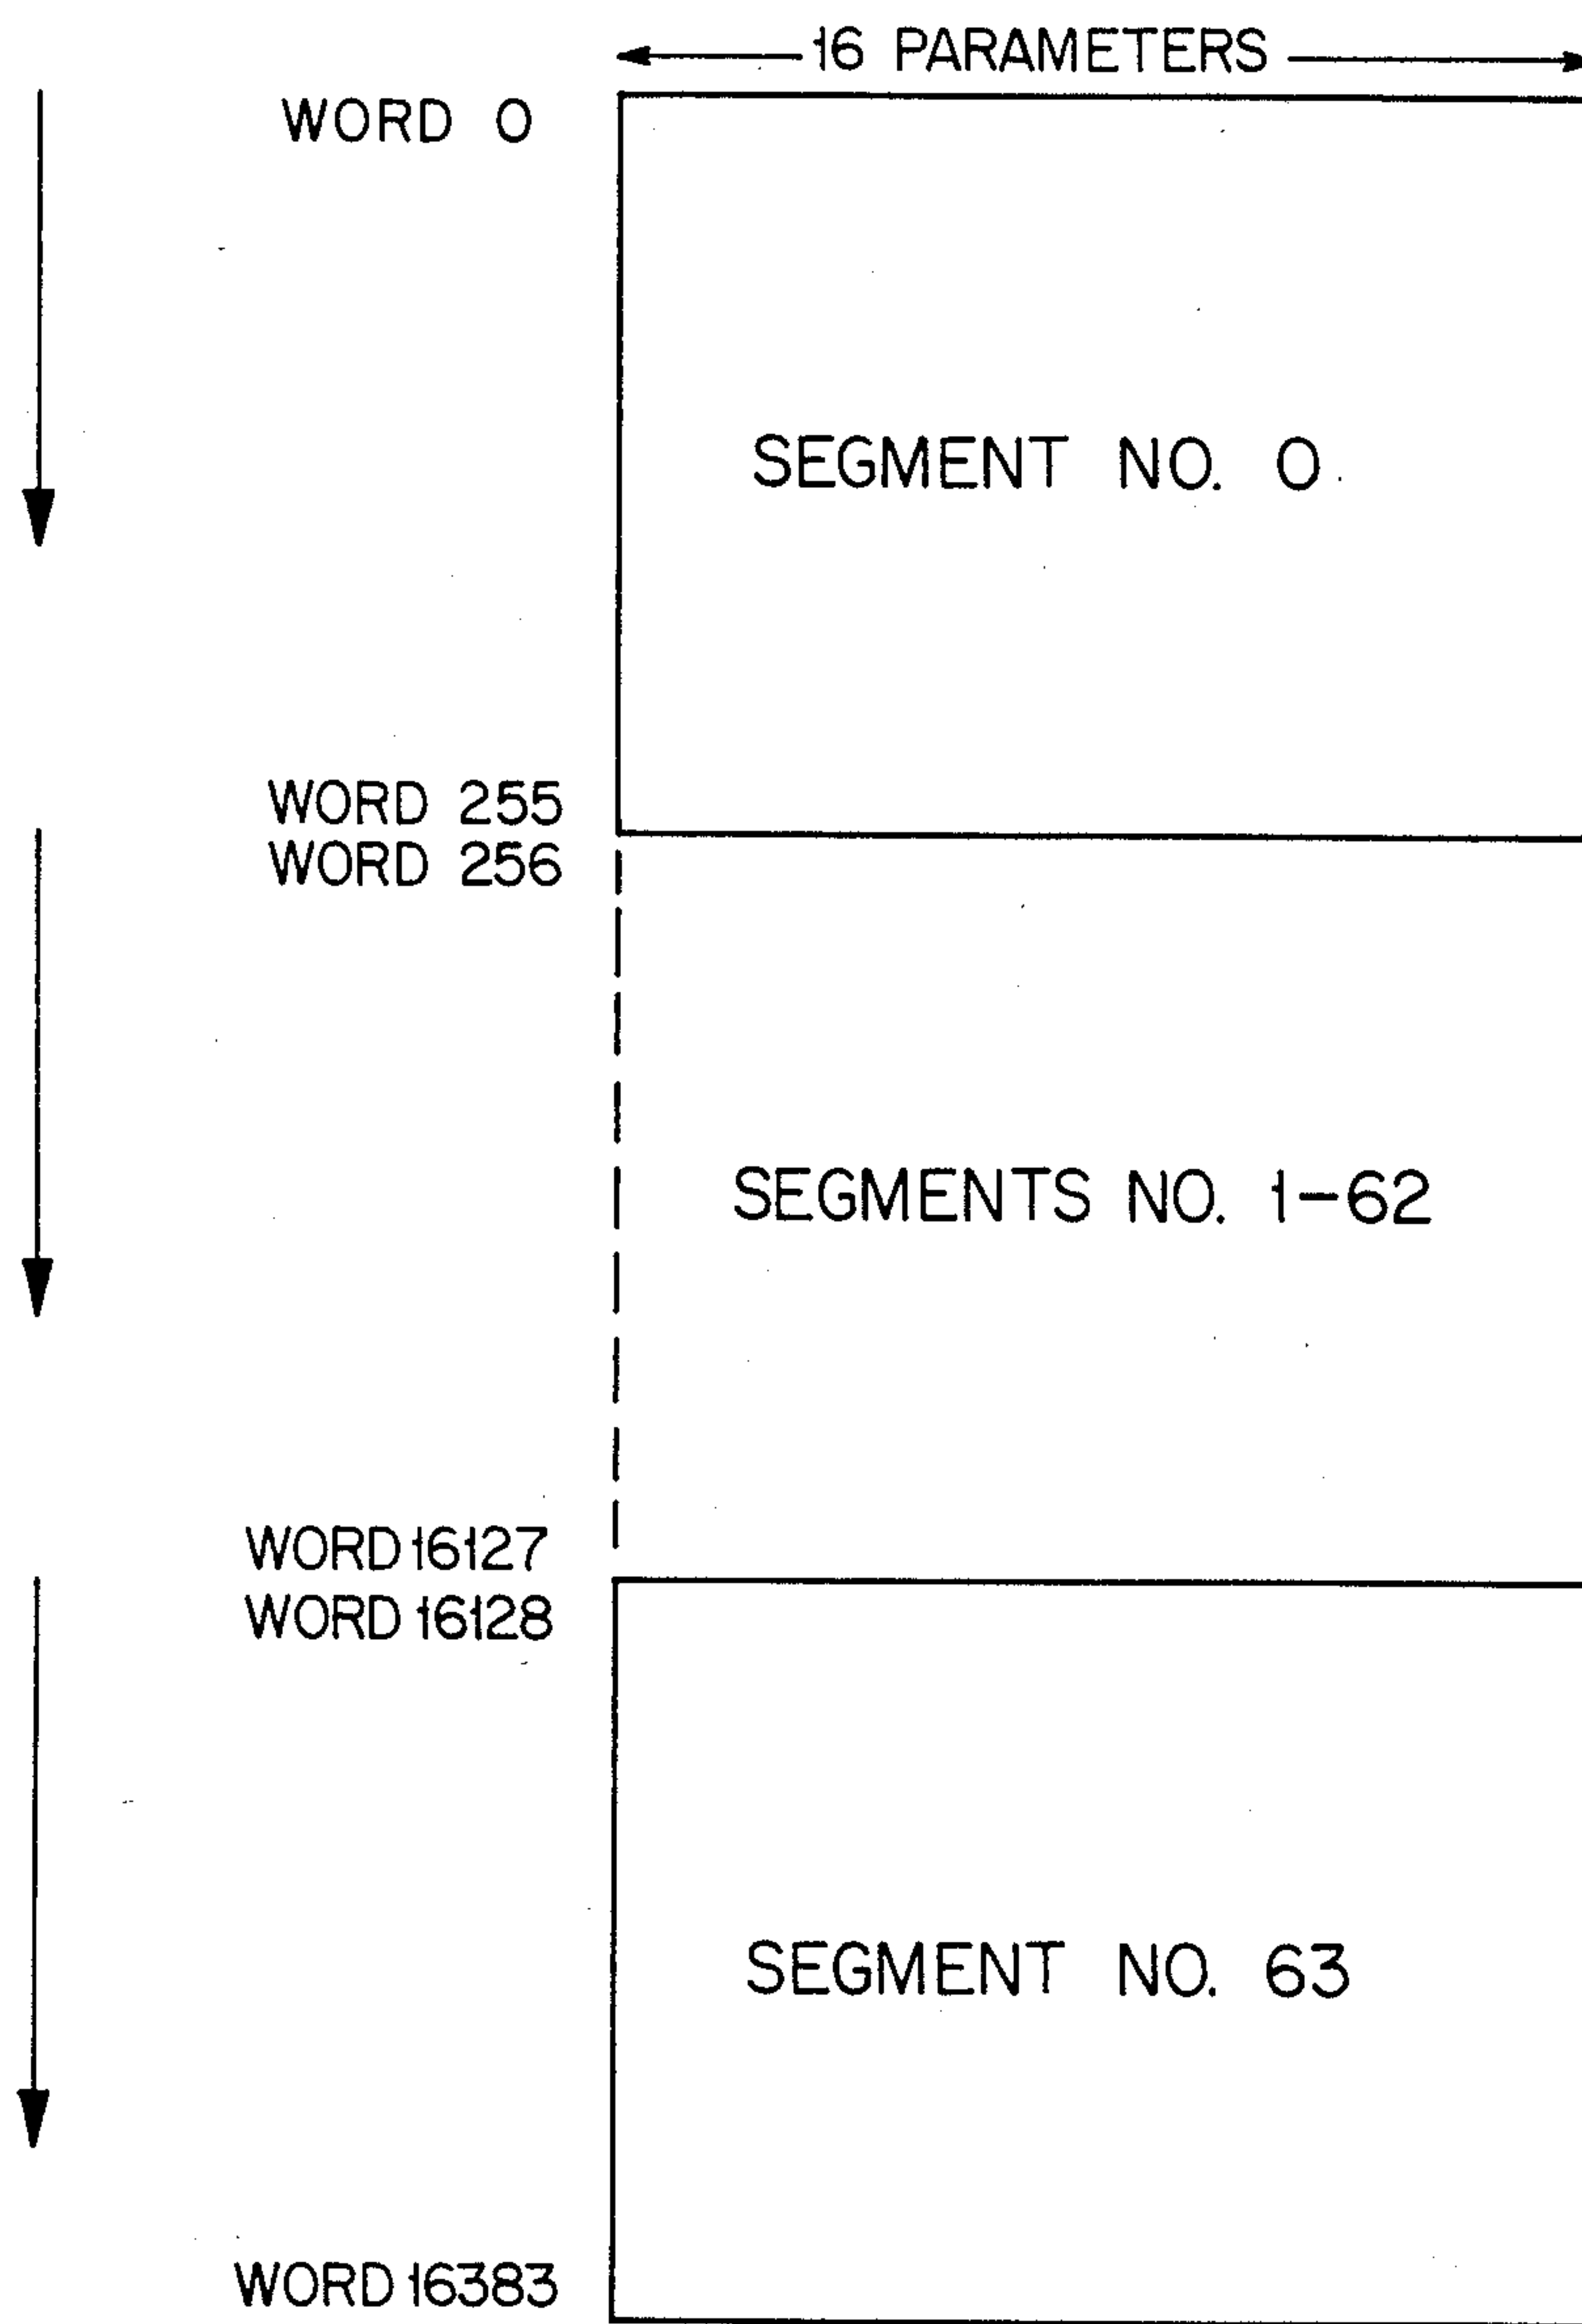 16 PARAMETERS
WORD 0
SEGMENT NO. 0
WORD 255
WORD 256
SEGMENTS NO. 1-62
WORD 16127
WORD 16128
SEGMENT NO. 63
WORD 16383